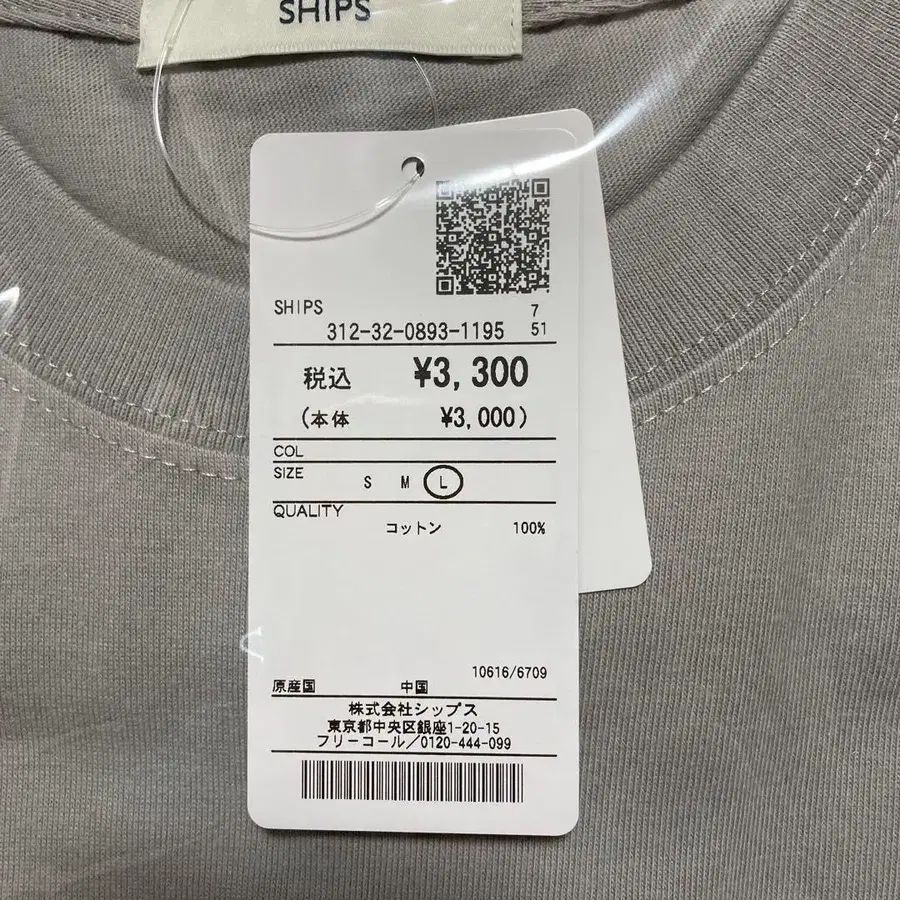 SHIPS
SHIPS 7
312-32-0893-1195 51
税込 ¥3,300
(本体 ¥3,000)
COL
SIZE S M L
QUALITY
コットン 100%
10616/6709
原産国 中国
株式会社シップス
東京都中央区銀座1-20-15
フリーコール/0120-444-099